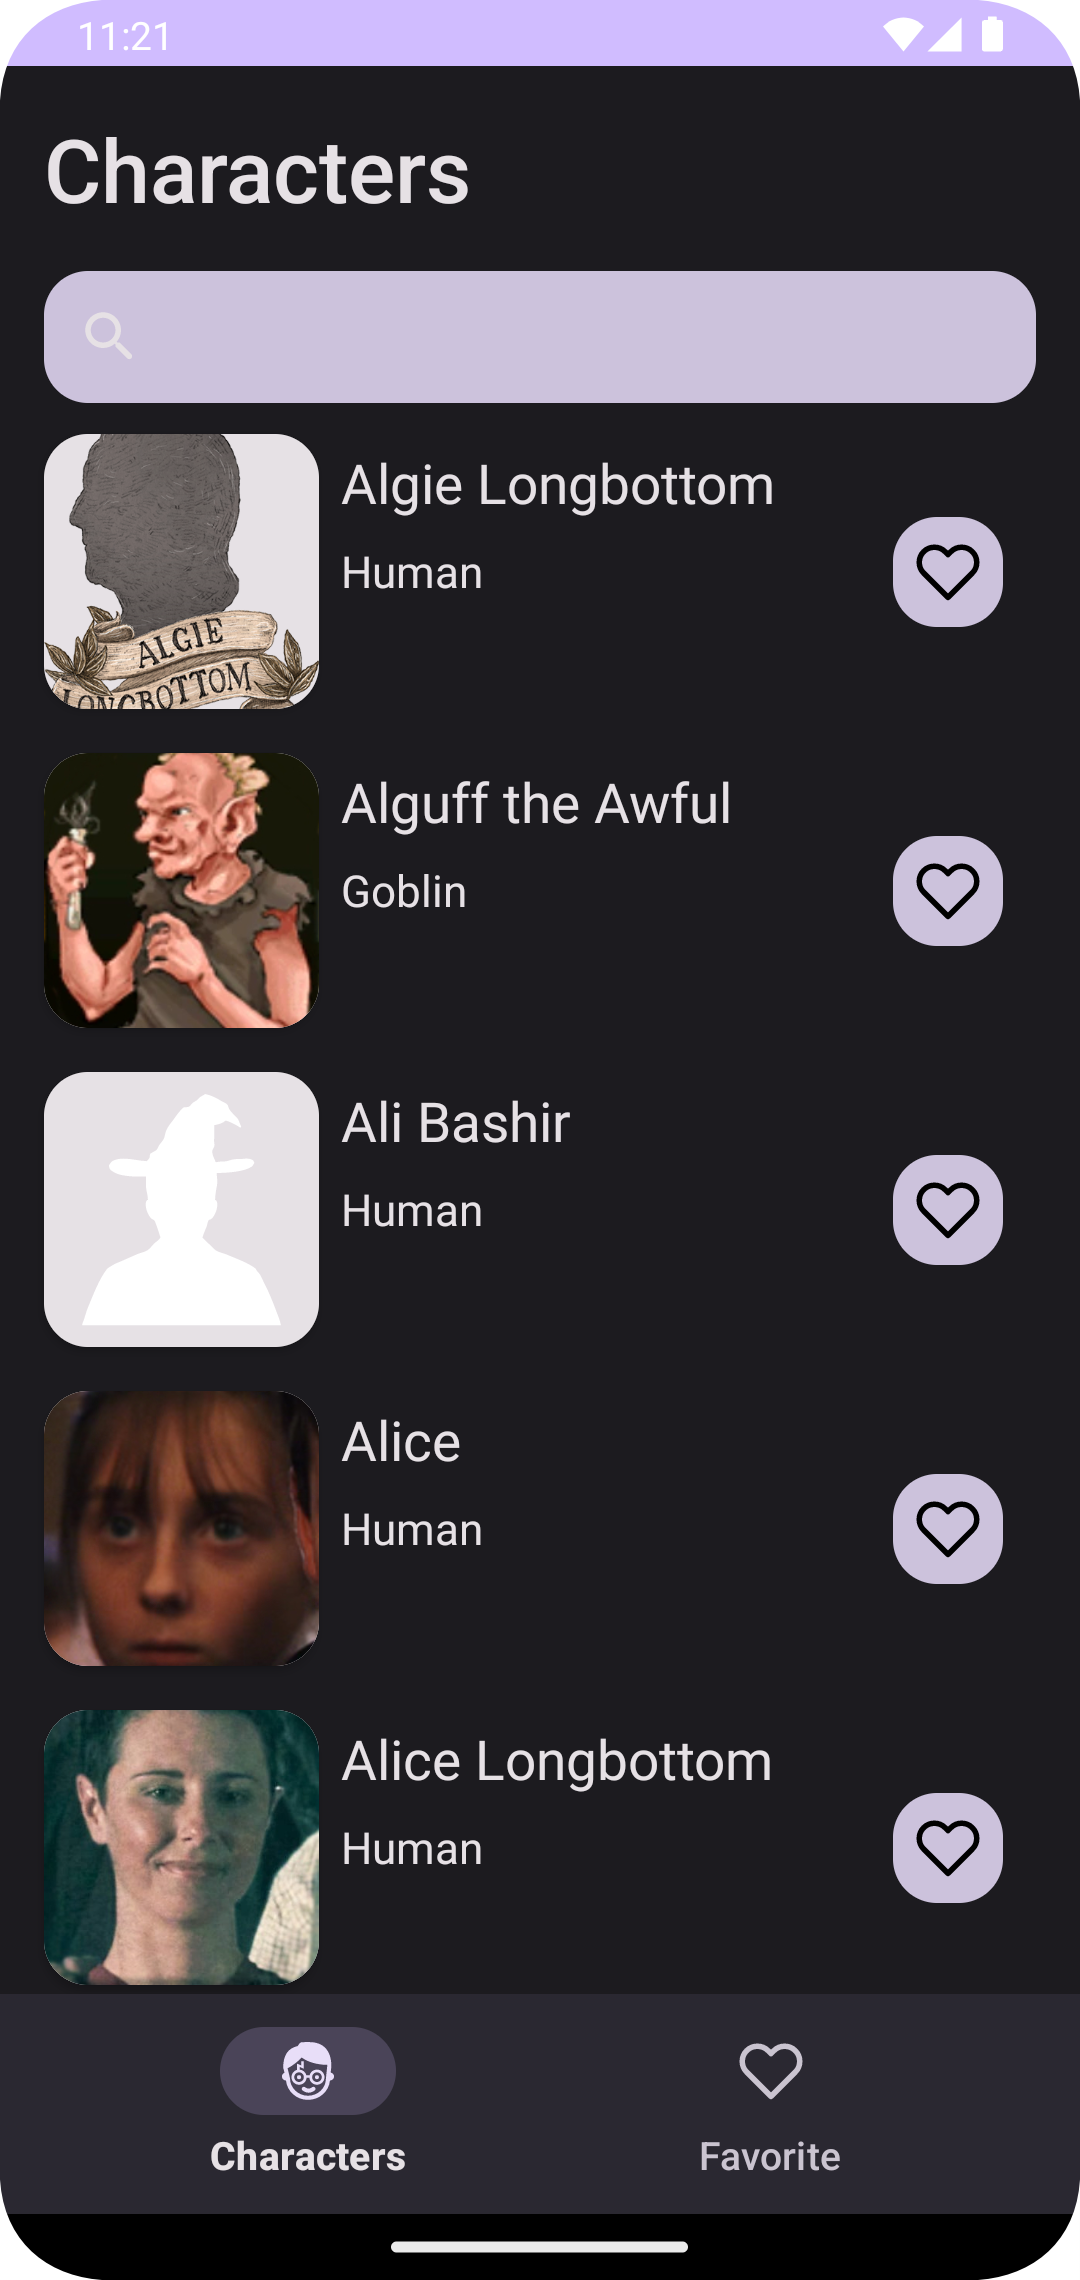 11:21
Characters
Algie Longbottom
Human
ALGIE
LONGBOTTOM
Alguff the Awful
Goblin
Ali Bashir
Human
Alice
Human
Alice Longbottom
Human
Characters
Favorite